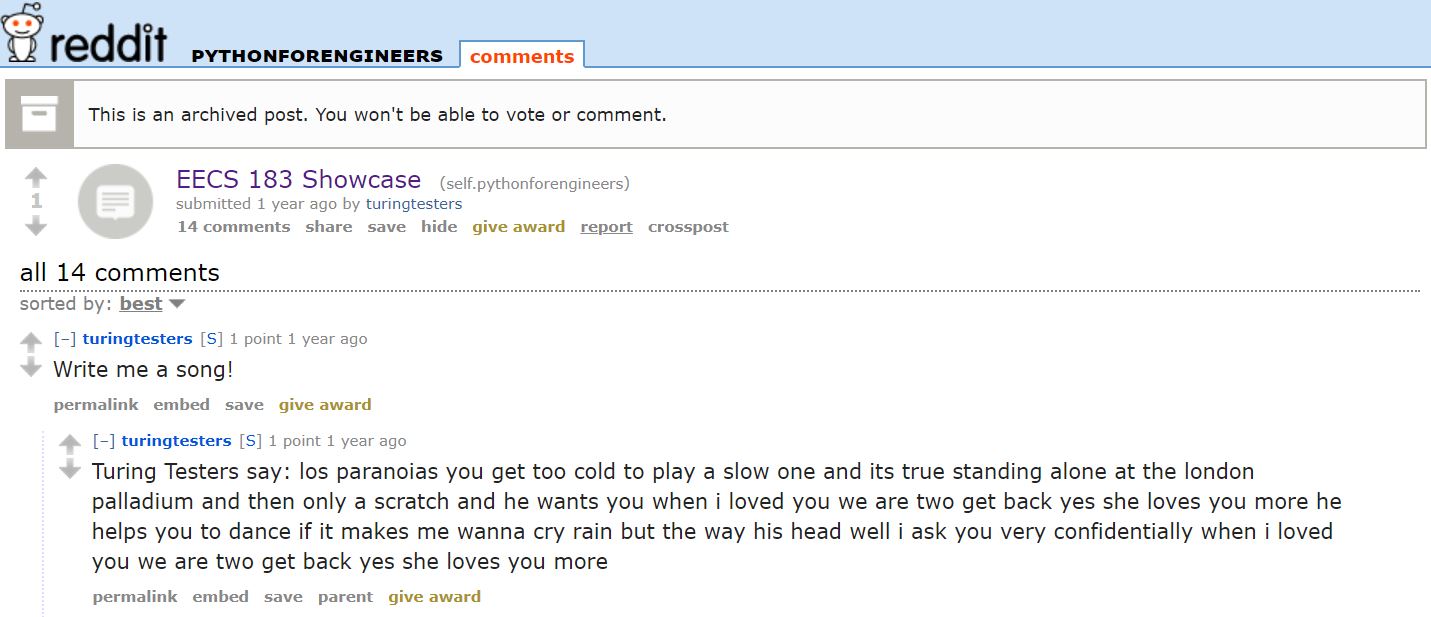 reddit PYTHONFORENGINEERS comments
This is an archived post. You won't be able to vote or comment.
1
EECS 183 Showcase (self.pythonforengineers)
submitted 1 year ago by turingtesters
14 comments share save hide give award report crosspost
all 14 comments
sorted by: best
[–] turingtesters [S] 1 point 1 year ago
Write me a song!
permalink embed save give award
[–] turingtesters [S] 1 point 1 year ago
Turing Testers say: los paranoias you get too cold to play a slow one and its true standing alone at the london
palladium and then only a scratch and he wants you when i loved you we are two get back yes she loves you more he
helps you to dance if it makes me wanna cry rain but the way his head well i ask you very confidentially when i loved
you we are two get back yes she loves you more
permalink embed save parent give award